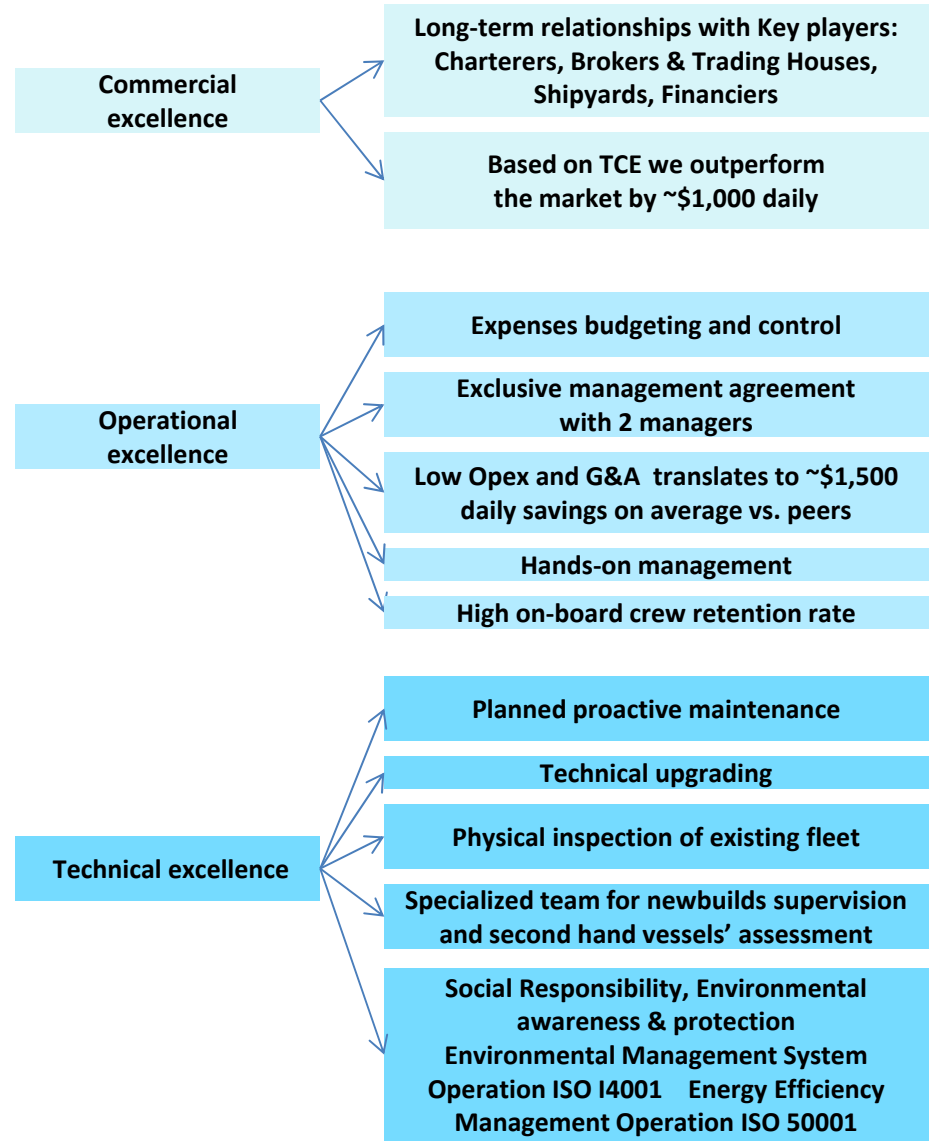 Commercial
excellence
Long-term relationships with Key players:
Charterers, Brokers & Trading Houses,
Shipyards, Financiers
Based on TCE we outperform
the market by ~$1,000 daily
Operational
excellence
Expenses budgeting and control
Exclusive management agreement
with 2 managers
Low Opex and G&A translates to ~$1,500
daily savings on average vs. peers
Hands-on management
High on-board crew retention rate
Technical excellence
Planned proactive maintenance
Technical upgrading
Physical inspection of existing fleet
Specialized team for newbuilds supervision
and second hand vessels’ assessment
Social Responsibility, Environmental
awareness & protection
Environmental Management System
Operation ISO I4001 Energy Efficiency
Management Operation ISO 50001